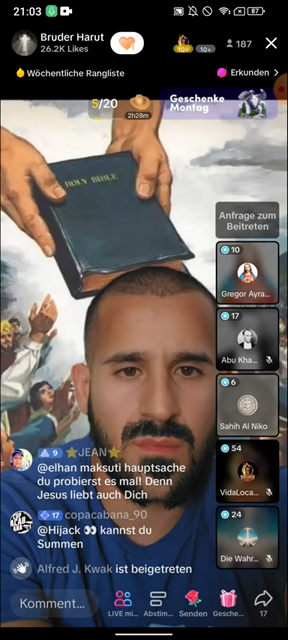 21:03
87
Bruder Harut
26.2K Likes
10+
187
Wöchentliche Rangliste
Erkunden
5/20
2h28m
Geschenke
Montag
HOLY BIBLE
Anfrage zum
Beitreten
10
Gregor Ayra...
17
Abu Kha...
6
Sahih Al Niko
54
VidaLoca...
24
Die Wahr...
9 ⭐JEAN⭐
@elhan maksuti hauptsache
du probierst es mal! Denn
Jesus liebt auch Dich
17 copacabana_90
@Hijack 👀 kannst du
Summen
Alfred J. Kwak ist beigetreten
Komment...
LIVE mi...
Abstim...
Senden
Gesche...
17